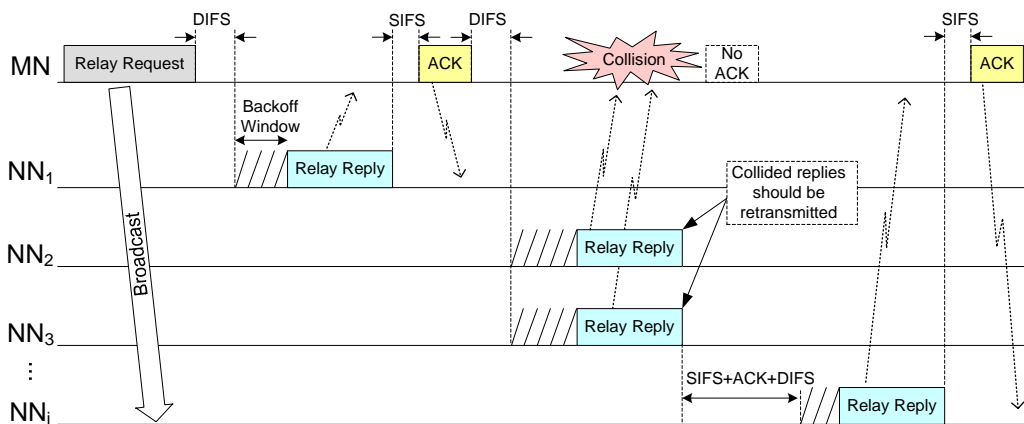 DIFS
SIFS
DIFS
SIFS
MN
Relay Request
ACK
Collision
No
ACK
ACK
Backoff
Window
Relay Reply
NN1
Collided replies
should be
retransmitted
Broadcast
NN2
Relay Reply
NN3
Relay Reply
⋮
SIFS+ACK+DIFS
NNi
Relay Reply